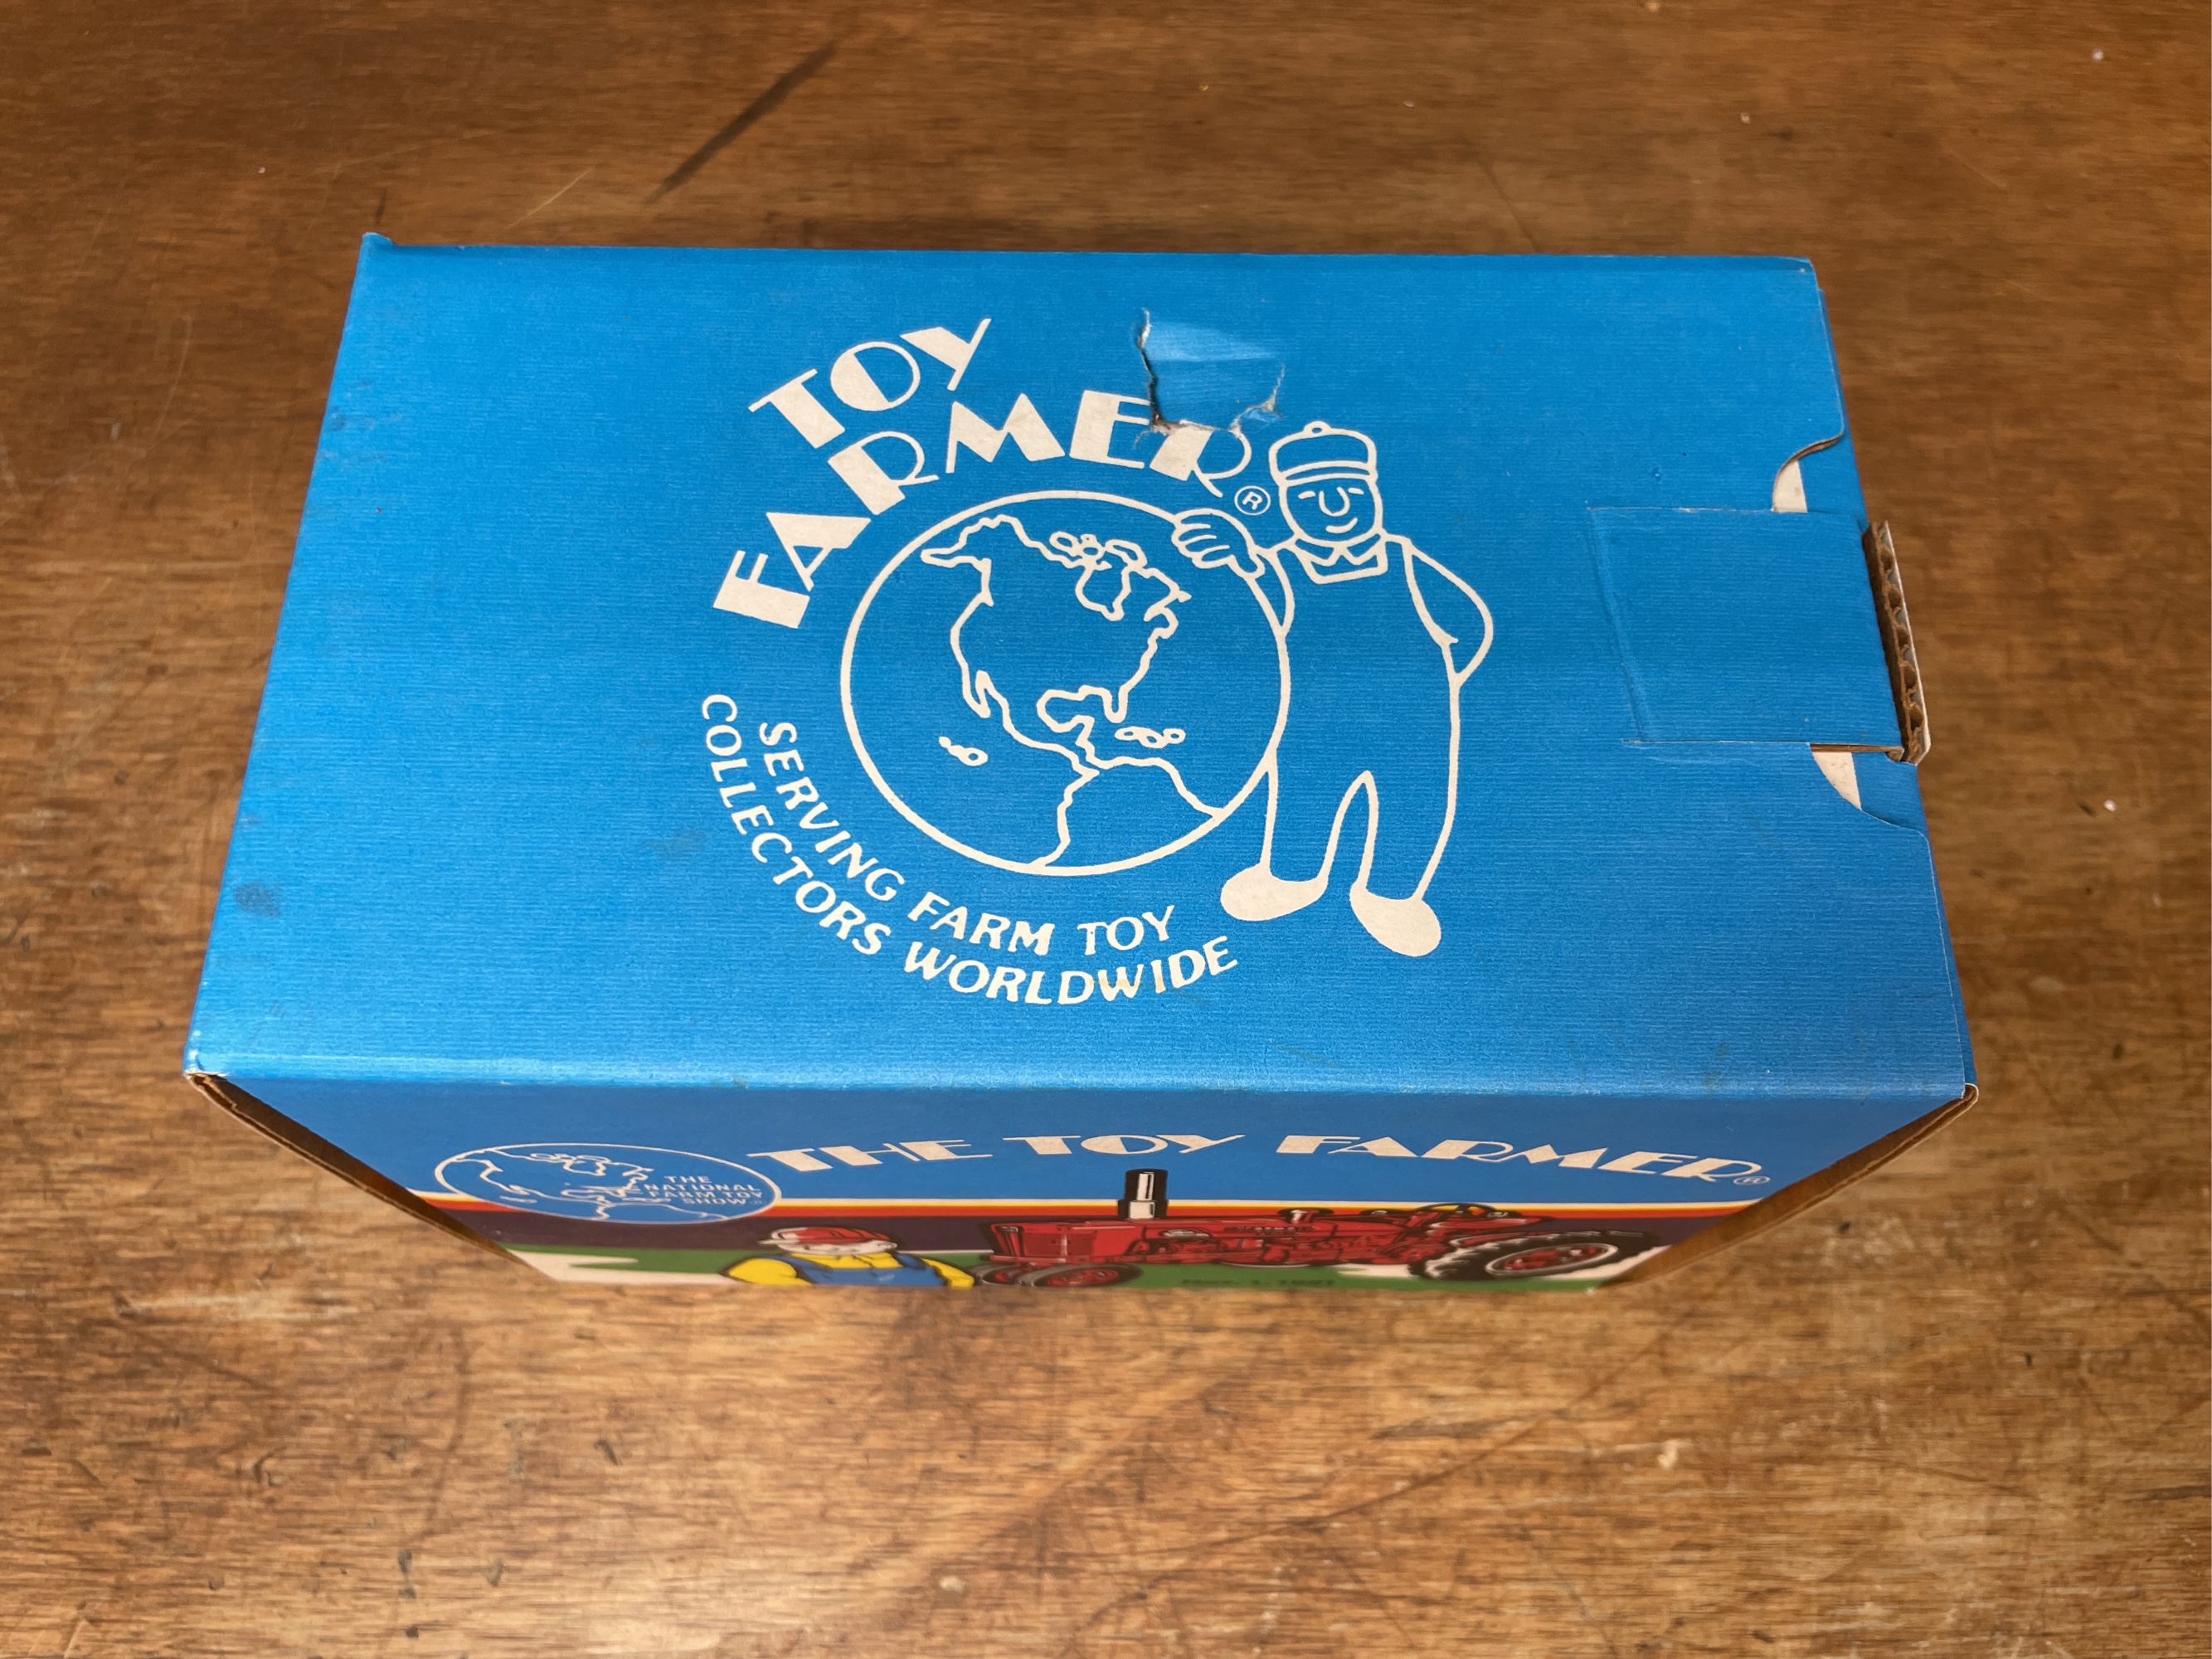 TOY
FARMER®
SERVING FARM TOY
COLLECTORS WORLDWIDE
THE TOY FARMER®
THE
NATIONAL
FARM TOY
SHOW